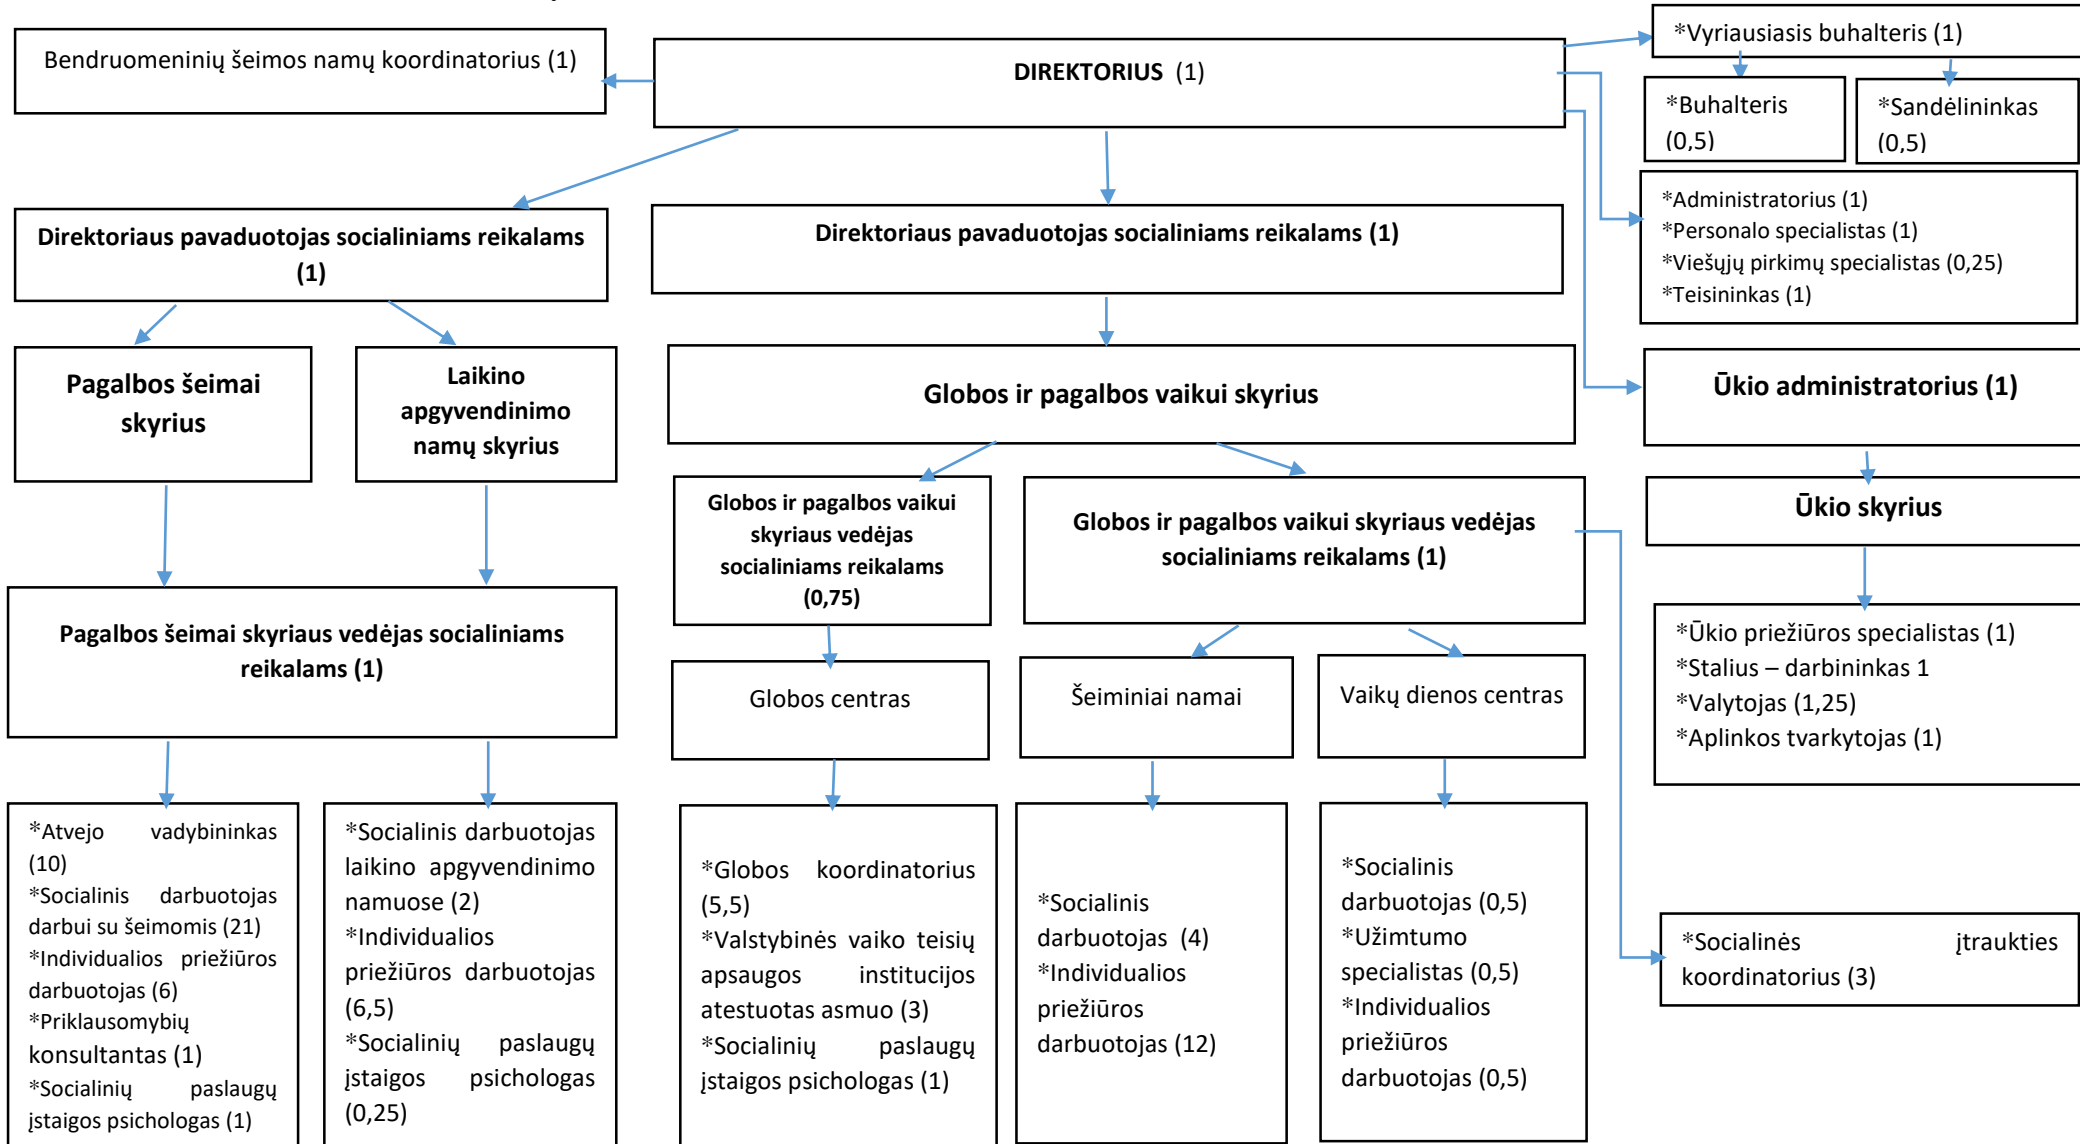 Bendruomeninių šeimos namų koordinatorius (1)
DIREKTORIUS (1)
*Vyriausiasis buhalteris (1)
*Buhalteris
(0,5)
*Sandėlininkas
(0,5)
*Administratorius (1)
*Personalo specialistas (1)
*Viešųjų pirkimų specialistas (0,25)
*Teisininkas (1)
Direktoriaus pavaduotojas socialiniams reikalams
(1)
Direktoriaus pavaduotojas socialiniams reikalams (1)
Pagalbos šeimai
skyrius
Laikino
apgyvendinimo
namų skyrius
Globos ir pagalbos vaikui skyrius
Ūkio administratorius (1)
Globos ir pagalbos vaikui
skyriaus vedėjas
socialiniams reikalams
(0,75)
Globos ir pagalbos vaikui skyriaus vedėjas
socialiniams reikalams (1)
Ūkio skyrius
Pagalbos šeimai skyriaus vedėjas socialiniams
reikalams (1)
Globos centras
Šeiminiai namai
Vaikų dienos centras
*Ūkio priežiūros specialistas (1)
*Stalius – darbininkas 1
*Valytojas (1,25)
*Aplinkos tvarkytojas (1)
*Atvejo vadybininkas
(10)
*Socialinis darbuotojas
darbui su šeimomis (21)
*Individualios priežiūros
darbuotojas (6)
*Priklausomybių
konsultantas (1)
*Socialinių paslaugų
įstaigos psichologas (1)
*Socialinis darbuotojas
laikino apgyvendinimo
namuose (2)
*Individualios
priežiūros darbuotojas
(6,5)
*Socialinių paslaugų
įstaigos psichologas
(0,25)
*Globos koordinatorius
(5,5)
*Valstybinės vaiko teisių
apsaugos institucijos
atestuotas asmuo (3)
*Socialinių paslaugų
įstaigos psichologas (1)
*Socialinis
darbuotojas (4)
*Individualios
priežiūros
darbuotojas (12)
*Socialinis
darbuotojas (0,5)
*Užimtumo
specialistas (0,5)
*Individualios
priežiūros
darbuotojas (0,5)
*Socialinės įtraukties
koordinatorius (3)